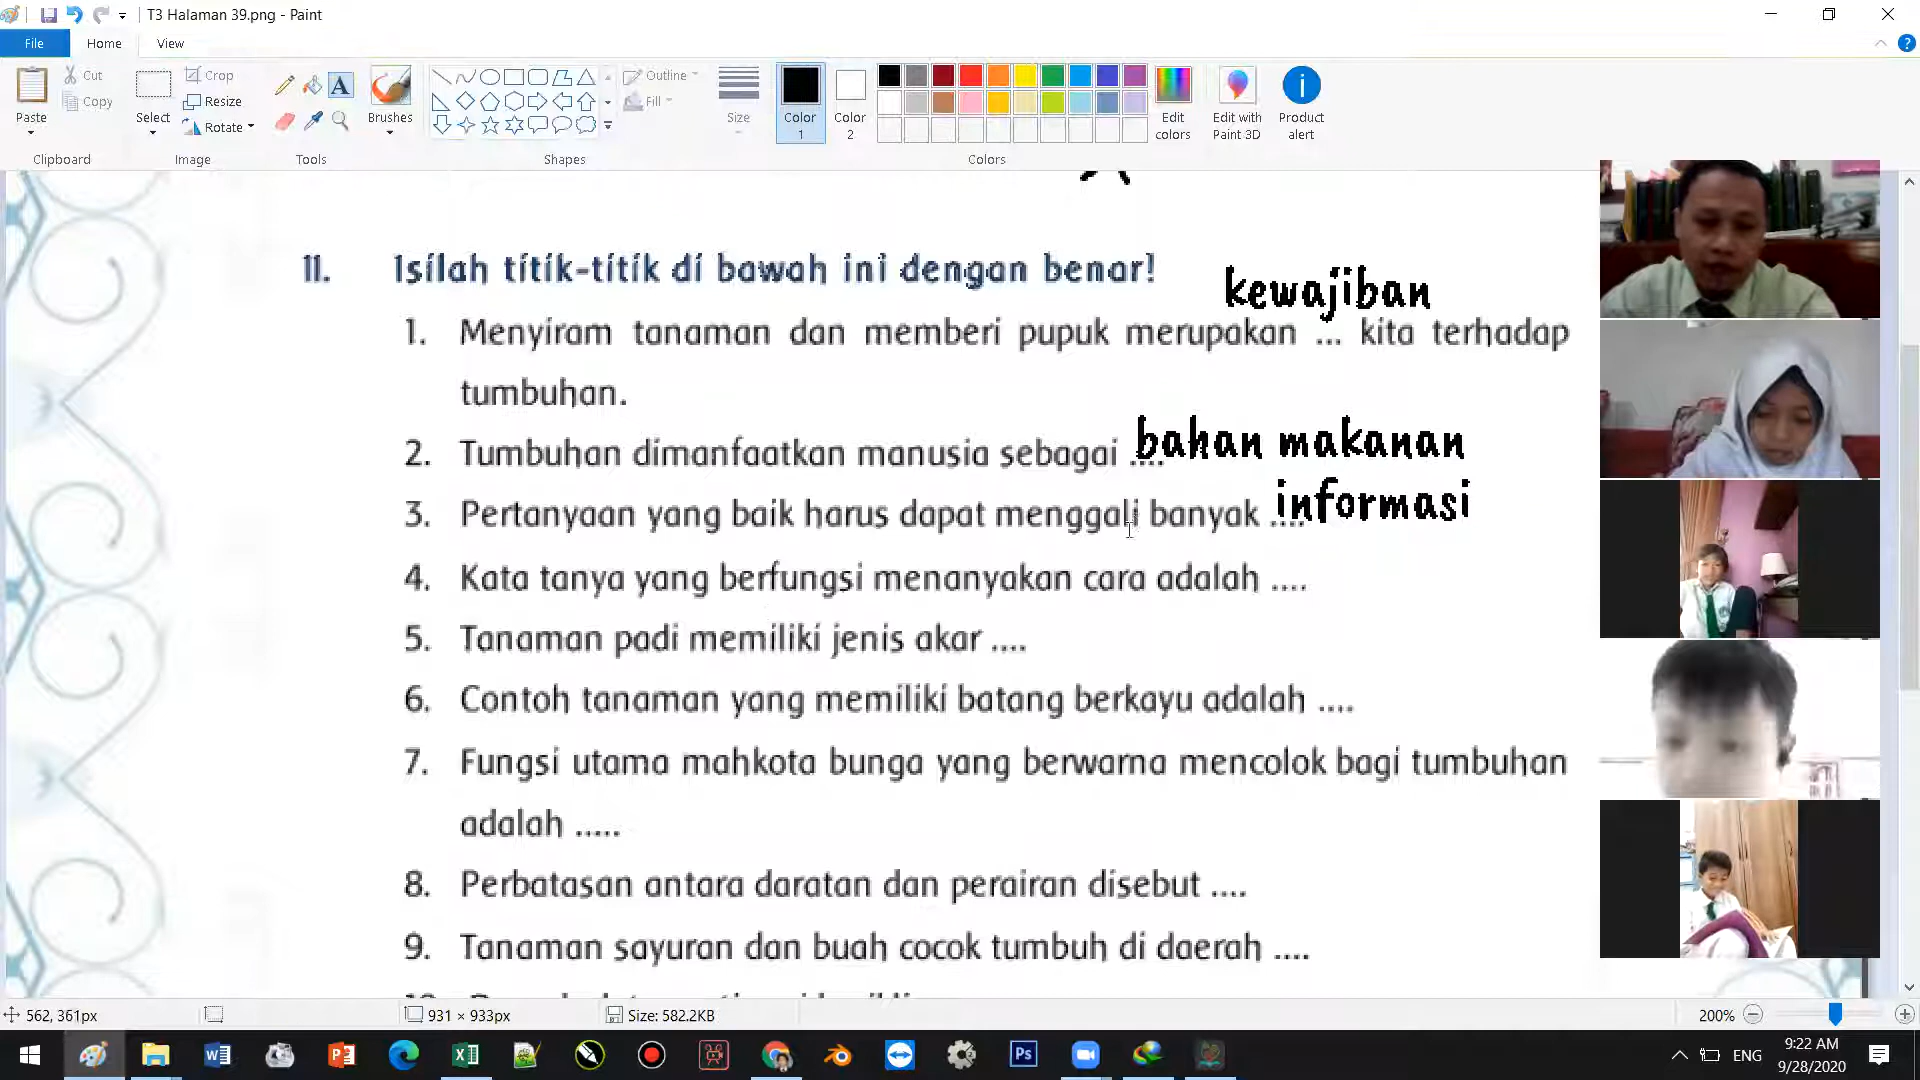 T3 Halaman 39.png - Paint
File
Home
View
Cut
Copy
Paste
Clipboard
Crop
Resize
Rotate
Select
Image
Tools
Brushes
Outline
Fill
Shapes
Size
Color 1
Color 2
Edit colors
Edit with Paint 3D
Product alert
Colors
II. Isilah titik-titik di bawah ini dengan benar!
kewajiban
1. Menyiram tanaman dan memberi pupuk merupakan ... kita terhadap
tumbuhan.
2. Tumbuhan dimanfaatkan manusia sebagai .... bahan makanan
3. Pertanyaan yang baik harus dapat menggali banyak .... informasi
4. Kata tanya yang berfungsi menanyakan cara adalah ....
5. Tanaman padi memiliki jenis akar ....
6. Contoh tanaman yang memiliki batang berkayu adalah ....
7. Fungsi utama mahkota bunga yang berwarna mencolok bagi tumbuhan
adalah .....
8. Perbatasan antara daratan dan perairan disebut ....
9. Tanaman sayuran dan buah cocok tumbuh di daerah ....
562, 361px
931 × 933px
Size: 582.2KB
200%
ENG
9:22 AM
9/28/2020